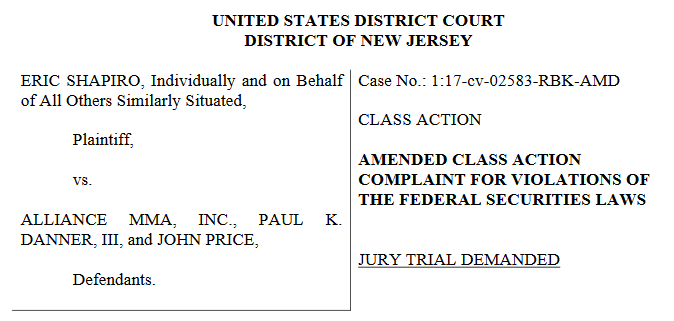 UNITED STATES DISTRICT COURT
DISTRICT OF NEW JERSEY
ERIC SHAPIRO, Individually and on Behalf
of All Others Similarly Situated,
Plaintiff,
vs.
ALLIANCE MMA, INC., PAUL K.
DANNER, III, and JOHN PRICE,
Defendants.
Case No.: 1:17-cv-02583-RBK-AMD
CLASS ACTION
AMENDED CLASS ACTION
COMPLAINT FOR VIOLATIONS OF
THE FEDERAL SECURITIES LAWS
JURY TRIAL DEMANDED